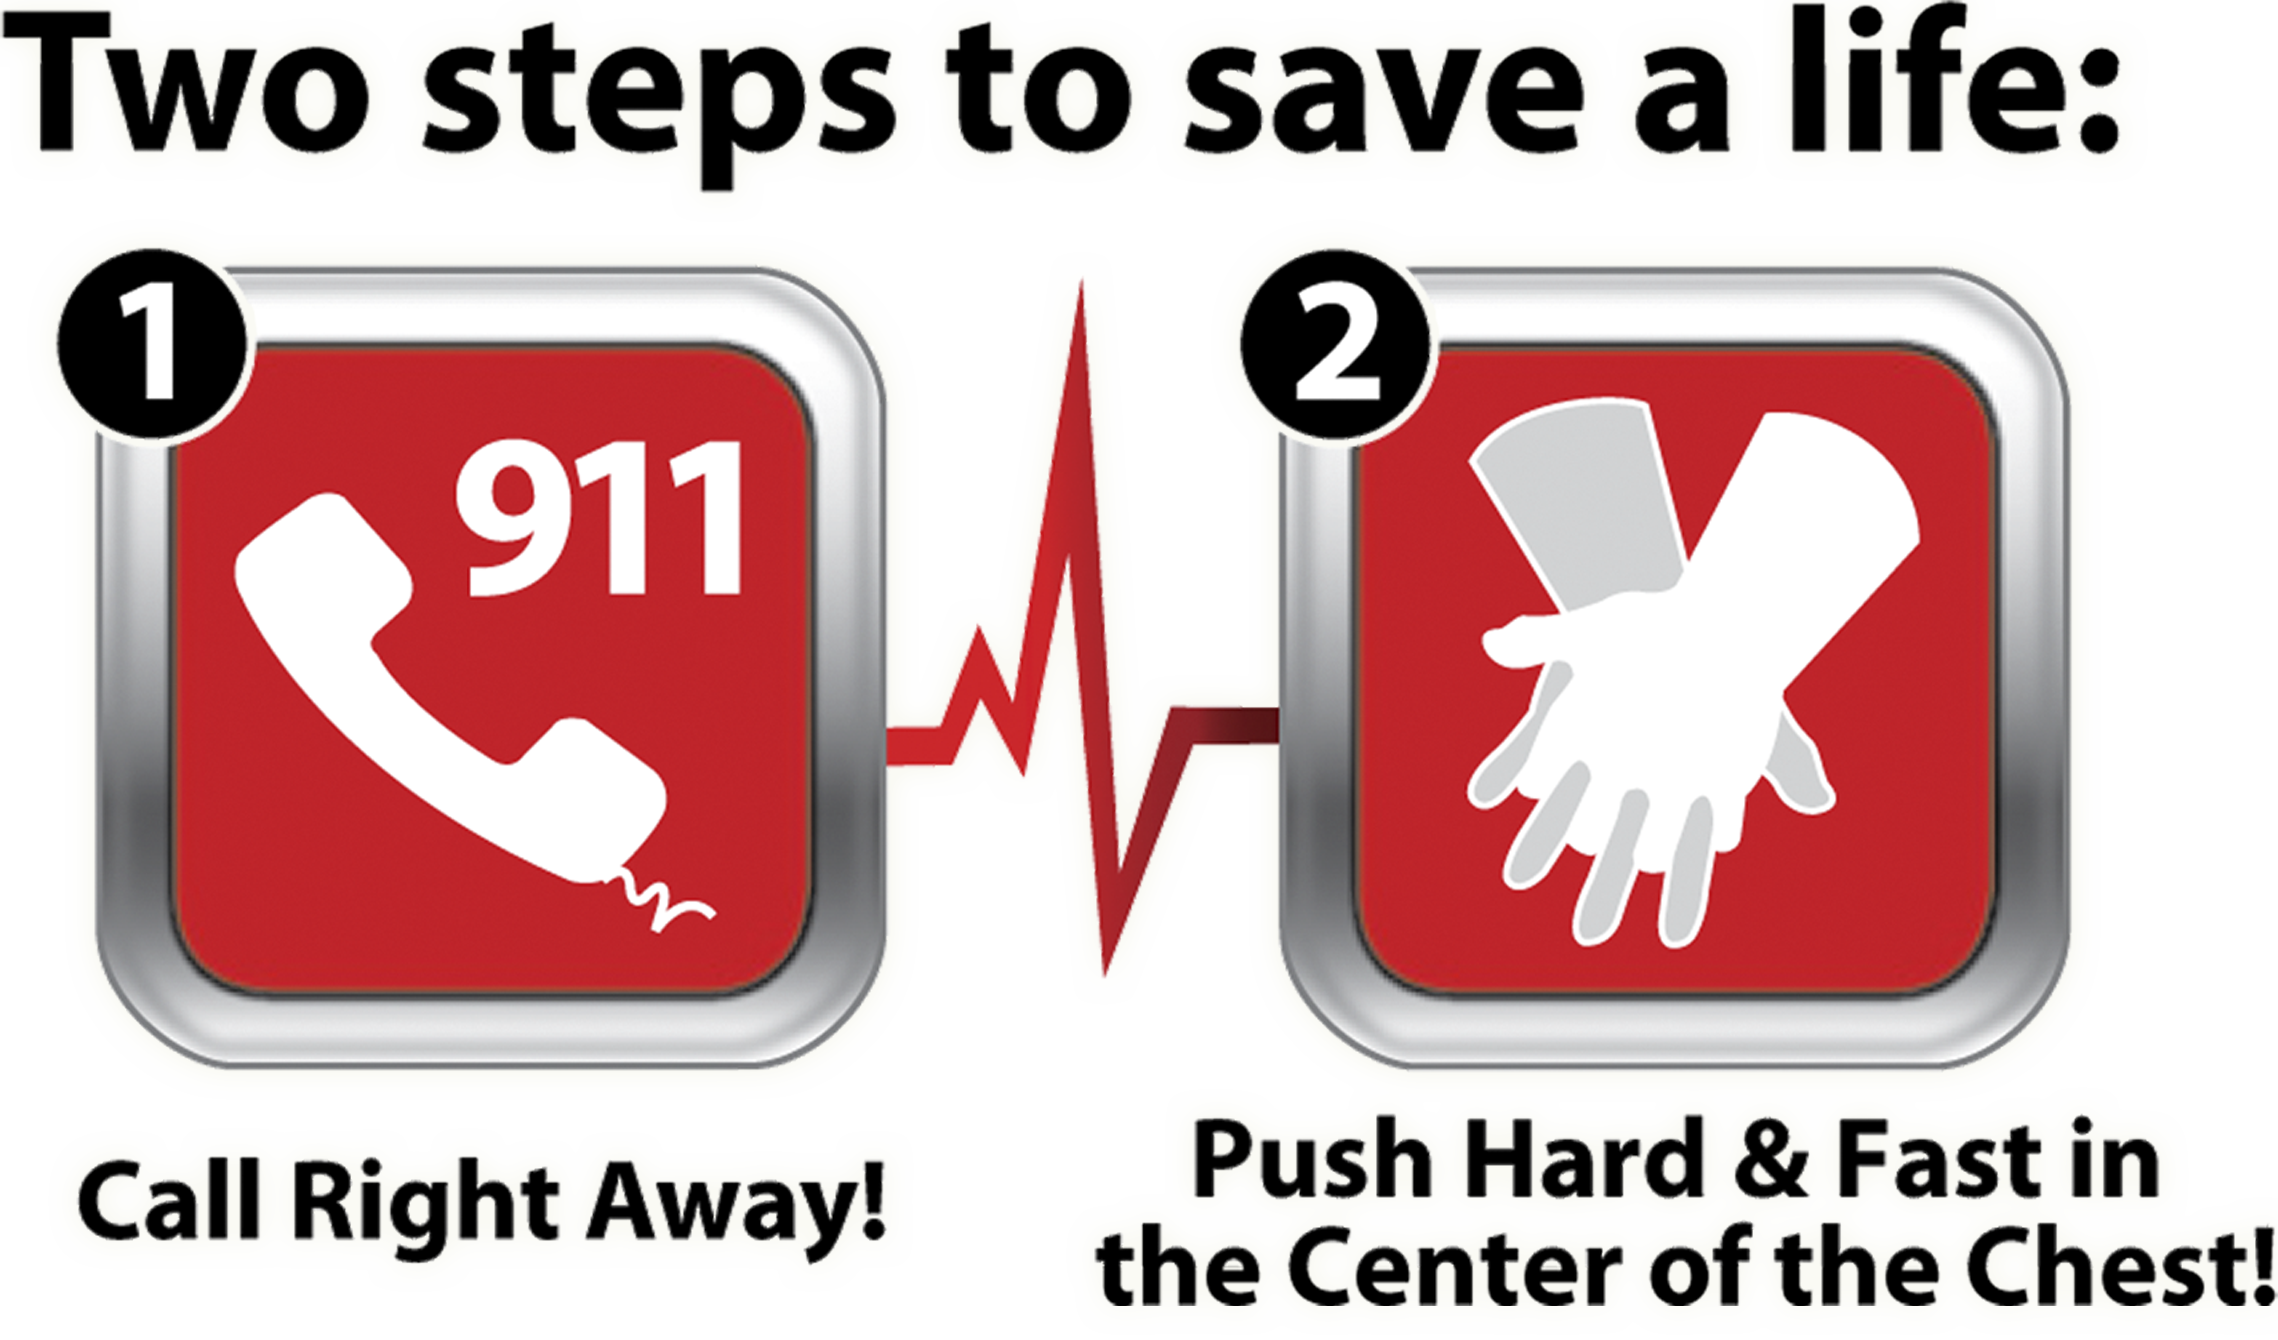 Two steps to save a life:
1
911
Call Right Away!
2
Push Hard & Fast in
the Center of the Chest!